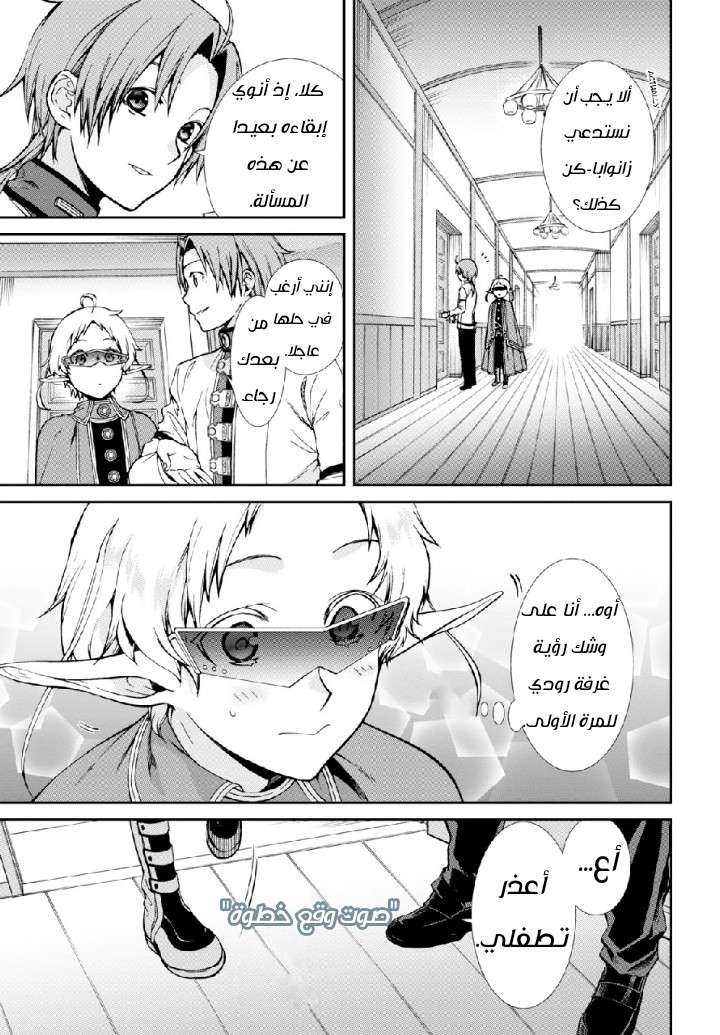 ألا يجب أن
نستدعي
زانوابا-كن
كذلك؟
كلا، إذ أنوي
إبقاءه بعيدا
عن هذه
المسألة.
إنني أرغب
في حلها
عاجلا.
من
بعدك
رجاء
أوه... أنا على
وشك رؤية
غرفة رودي
للمرة الأولى.
أع...
أعذر
تطفلي.
"صوت وقع خطوة"